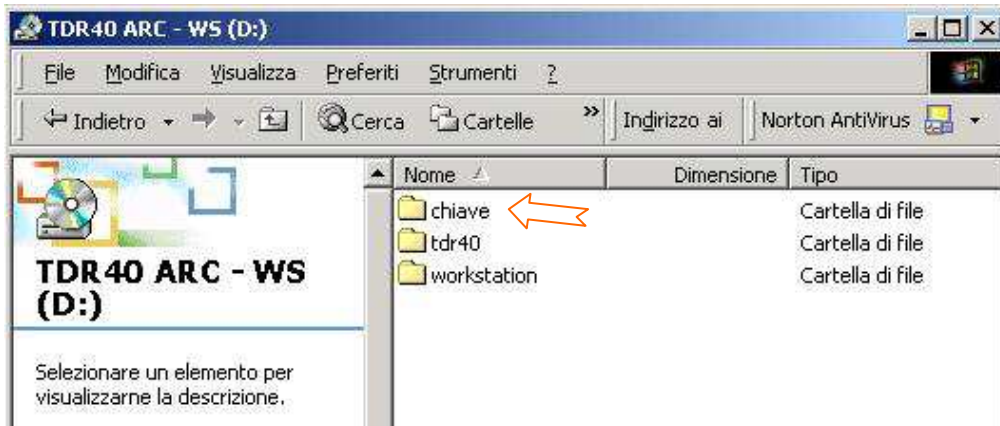 TDR40 ARC - WS (D:)
File Modifica Visualizza Preferiti Strumenti ?
Indietro Cerca Cartelle » Indirizzo ai Norton AntiVirus
Nome Dimensione Tipo
chiave Cartella di file
tdr40 Cartella di file
workstation Cartella di file
TDR40 ARC - WS
(D:)
Selezionare un elemento per
visualizzarne la descrizione.